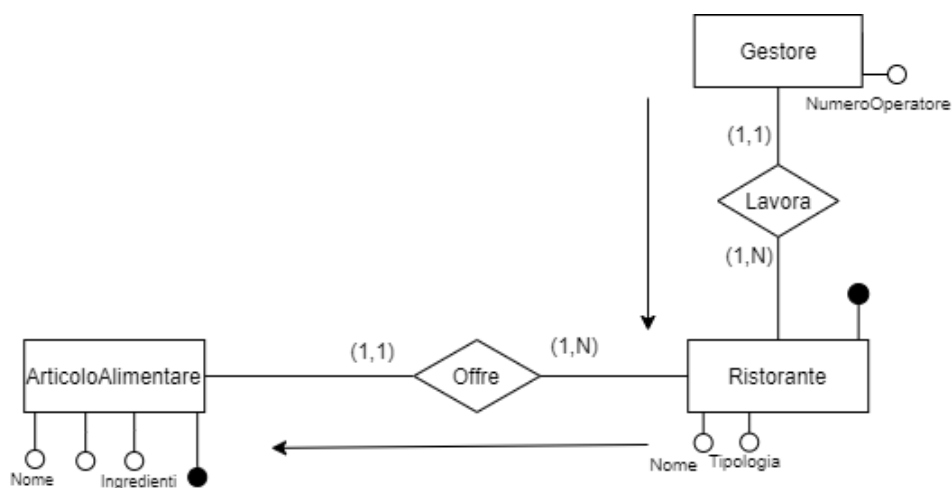 Gestore
NumeroOperatore
(1,1)
Lavora
(1,N)
ArticoloAlimentare
(1,1)
Offre
(1,N)
Ristorante
Nome
Ingredienti
Nome
Tipologia